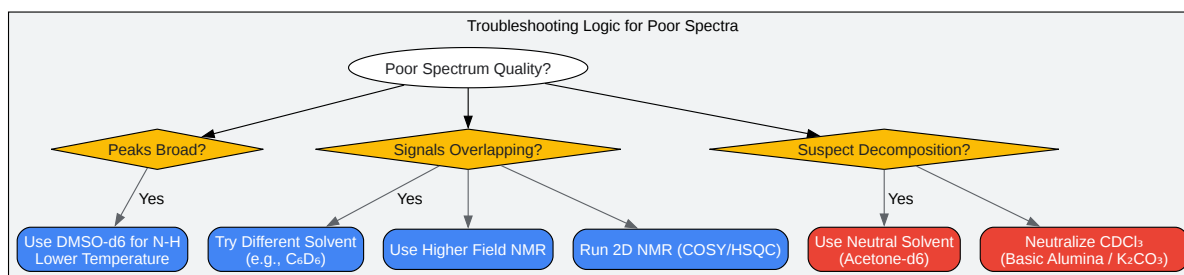 Troubleshooting Logic for Poor Spectra
Poor Spectrum Quality?
Peaks Broad?
Signals Overlapping?
Suspect Decomposition?
Yes
Yes
Yes
Use DMSO-d6 for N-H
Lower Temperature
Try Different Solvent
(e.g., C₆D₆)
Use Higher Field NMR
Run 2D NMR (COSY/HSQC)
Use Neutral Solvent
(Acetone-d6)
Neutralize CDCl₃
(Basic Alumina / K₂CO₃)